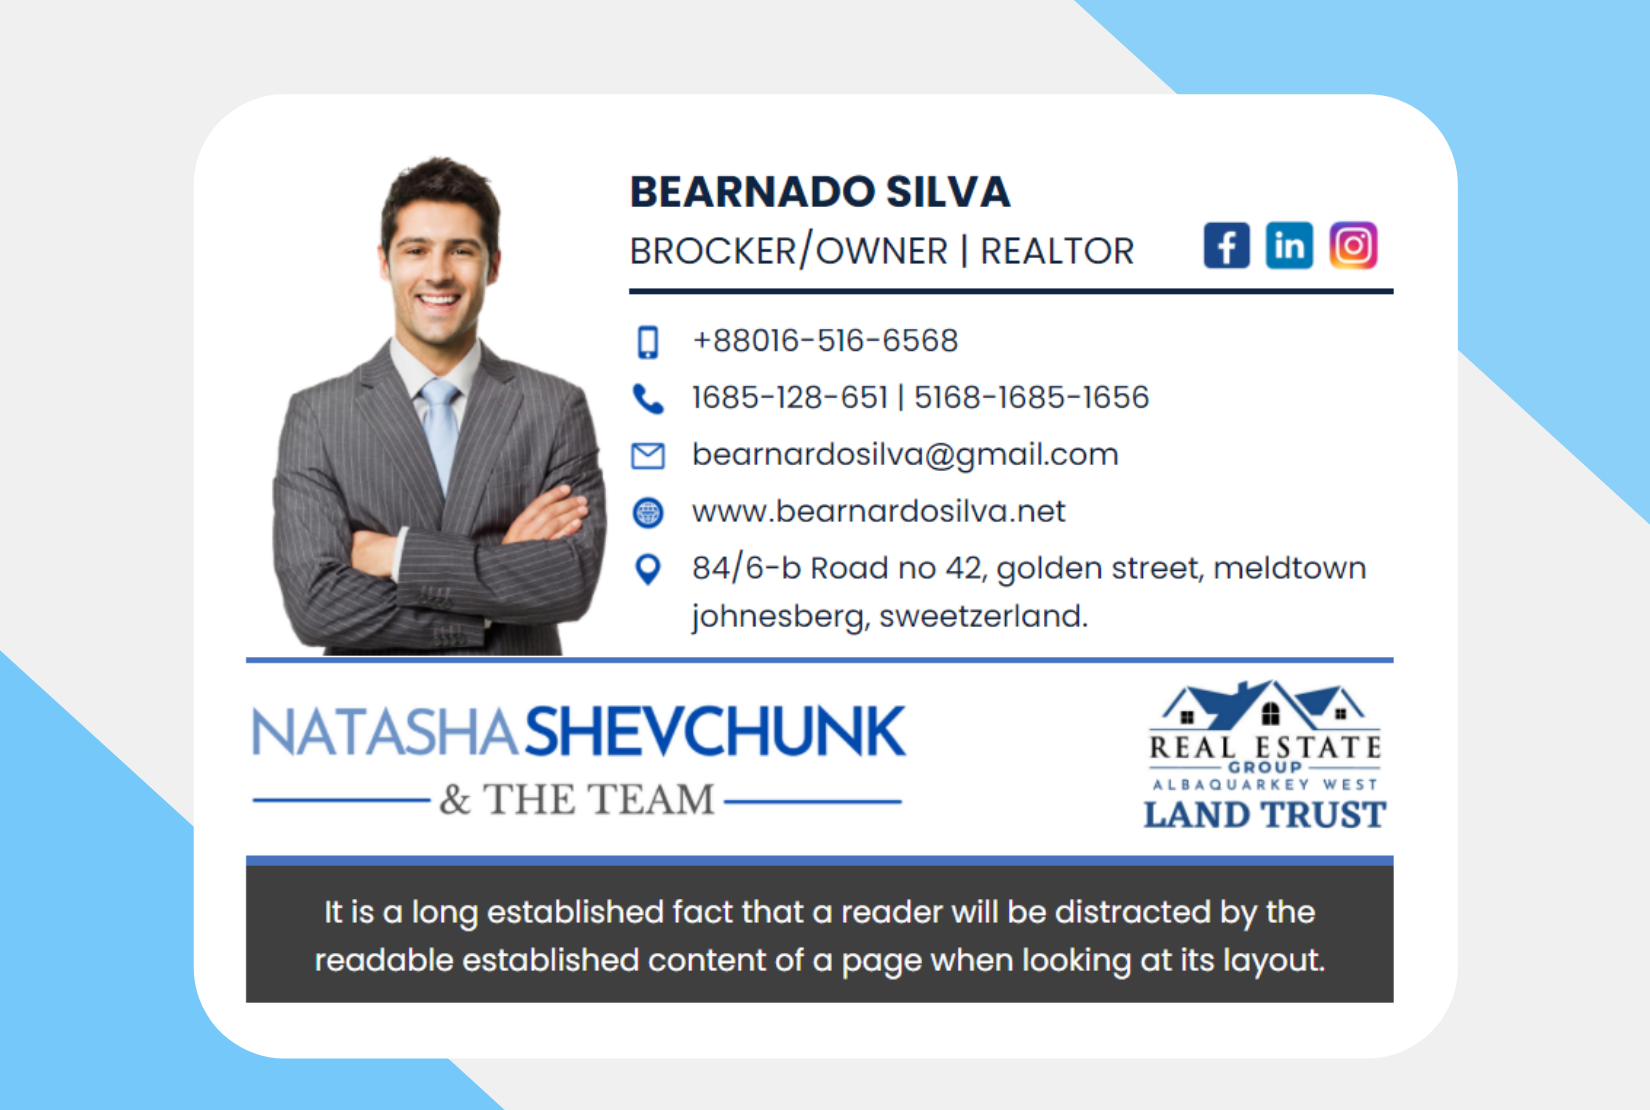 BEARNADO SILVA
BROCKER/OWNER | REALTOR
+88016-516-6568
1685-128-651 | 5168-1685-1656
bearnardosilva@gmail.com
www.bearnardosilva.net
84/6-b Road no 42, golden street, meldtown
johnesberg, sweetzerland.
NATASHASHEVCHUNK
& THE TEAM
REAL ESTATE
GROUP
ALBAQUARKEY WEST
LAND TRUST
It is a long established fact that a reader will be distracted by the
readable established content of a page when looking at its layout.